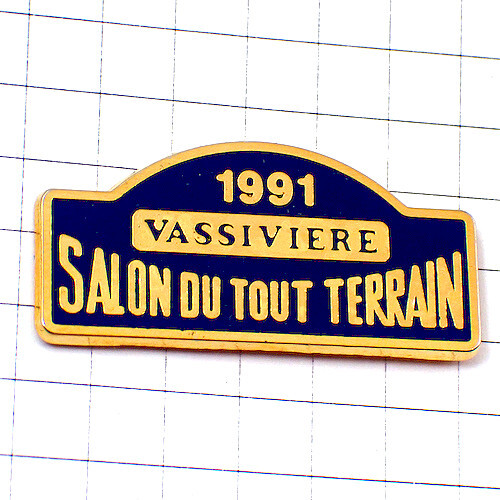 1991
VASSIVIERE
SALON DU TOUT TERRAIN